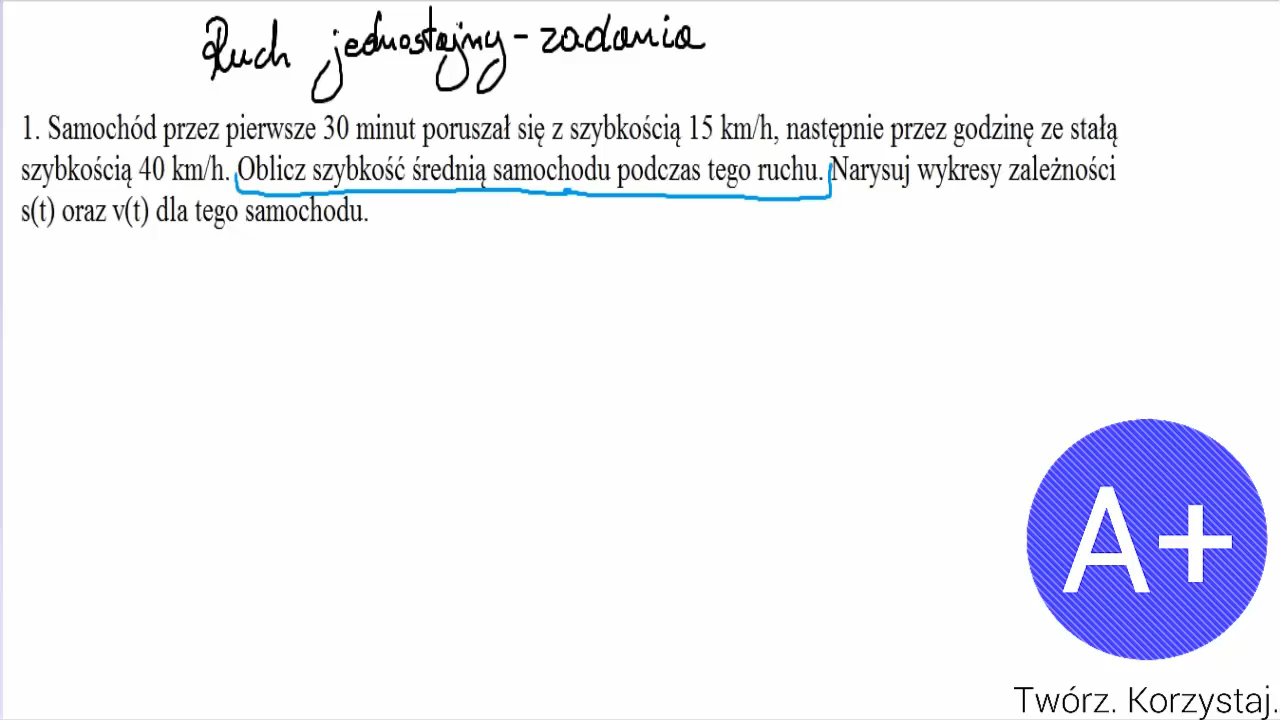 Ruch jednostajny - zadania
1. Samochód przez pierwsze 30 minut poruszał się z szybkością 15 km/h, następnie przez godzinę ze stałą
szybkością 40 km/h. Oblicz szybkość średnią samochodu podczas tego ruchu. Narysuj wykresy zależności
s(t) oraz v(t) dla tego samochodu.
A+
Twórz. Korzystaj.